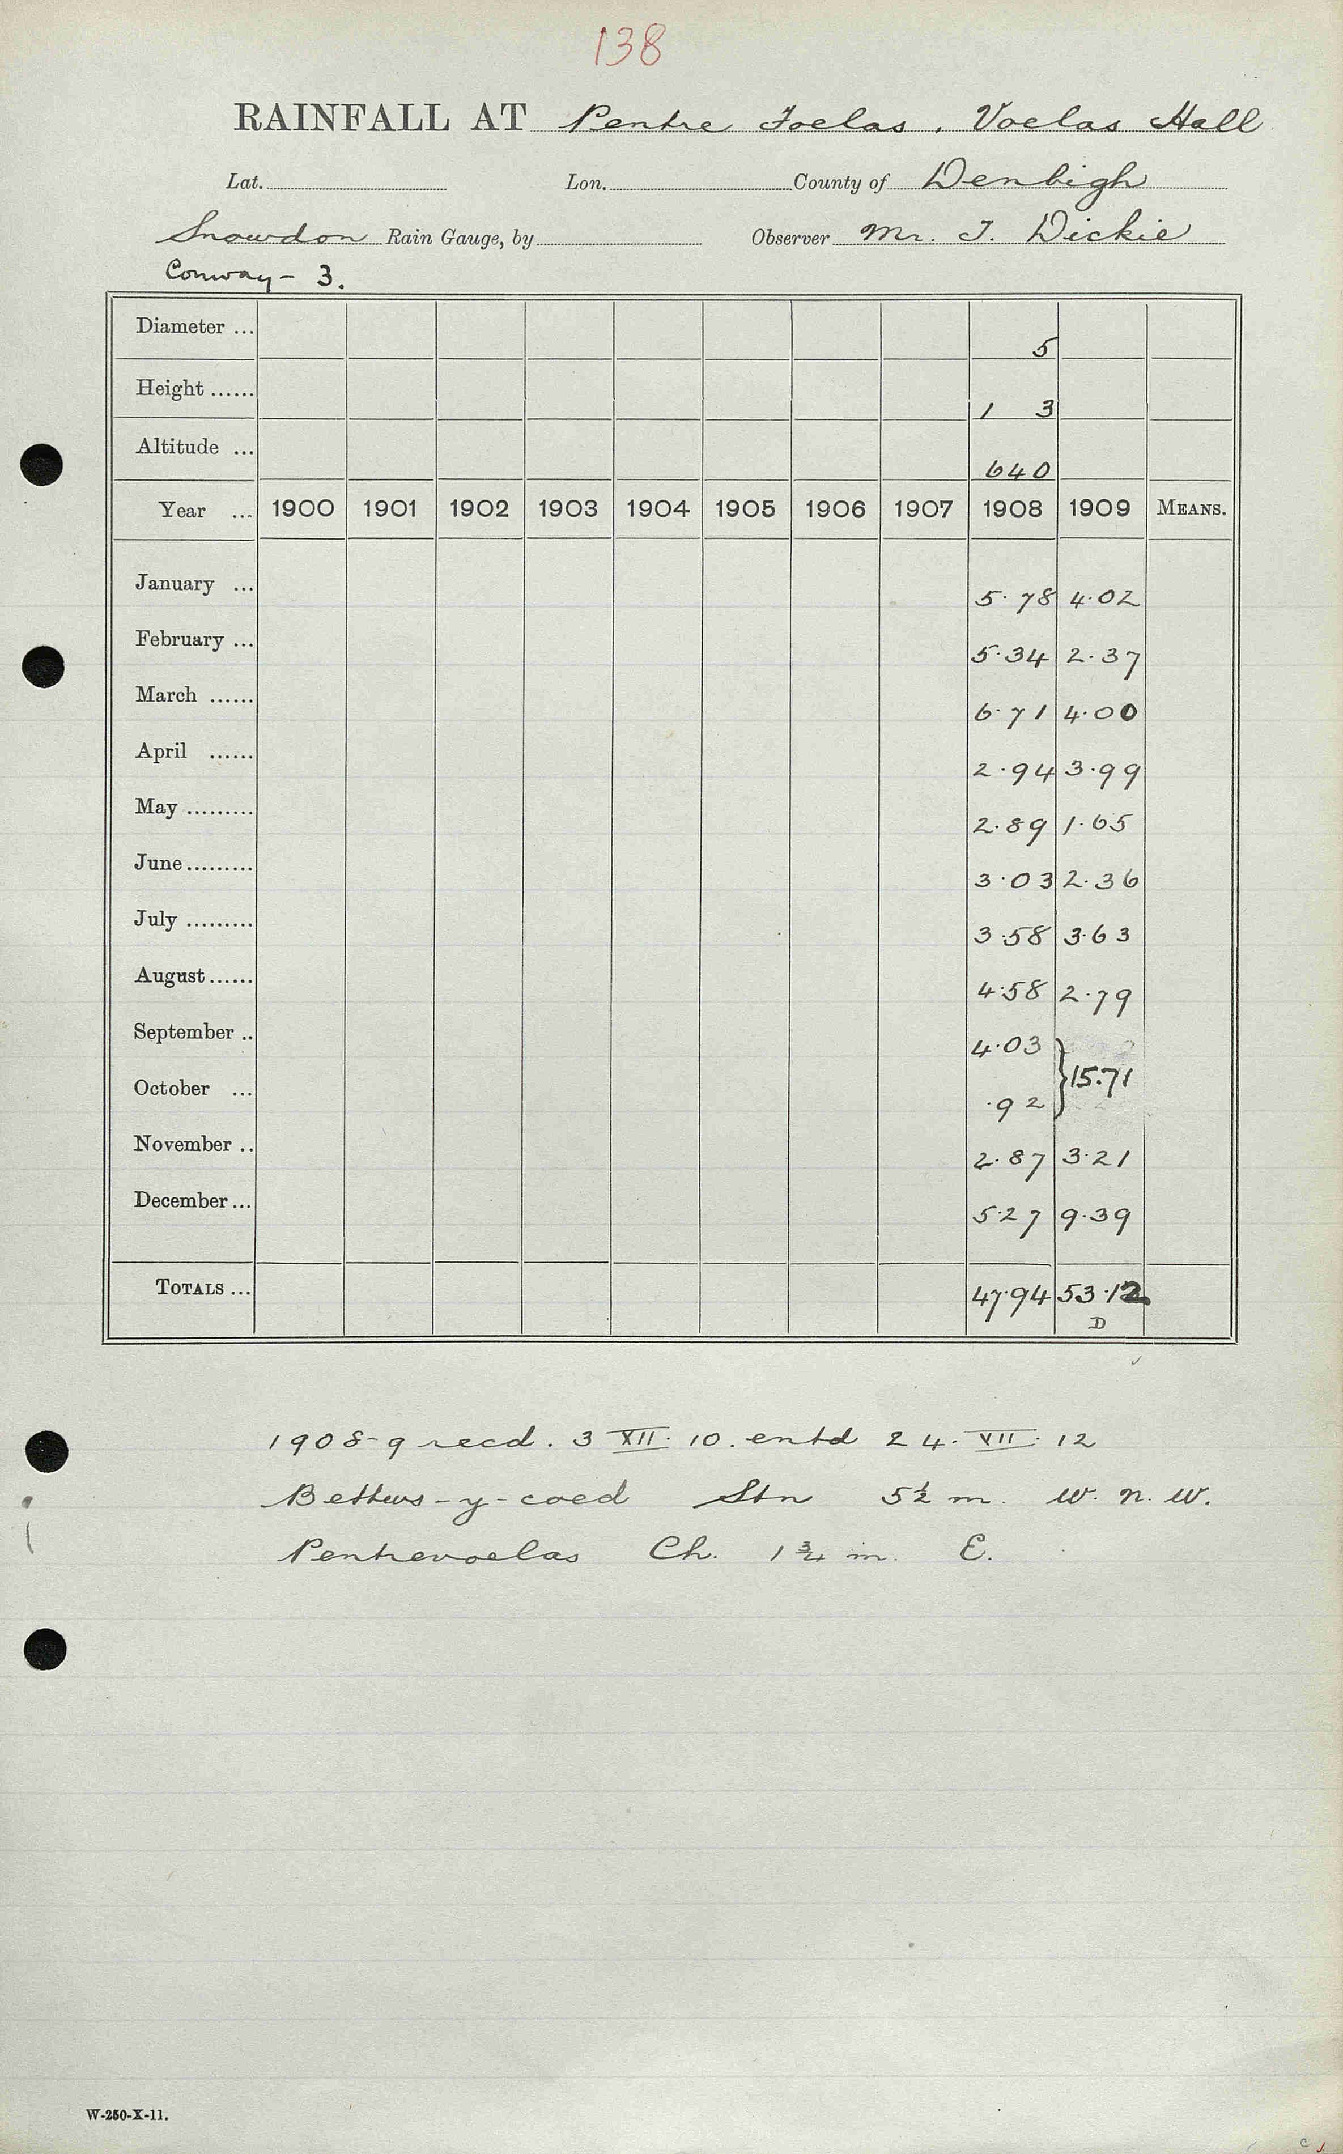 138
RAINFALL AT Pentre Foelas, Voelas Hall
Lat. Lon. County of Denbigh
Snowdon Rain Gauge, by Observer Mr. J. Dickie
Conway - 3.
Diameter ... 5
Height ...... 1 3
Altitude ... 640
Year ... 1900 1901 1902 1903 1904 1905 1906 1907 1908 1909 MEANS.
January ... 5.78 4.02
February ... 5.34 2.37
March ...... 6.71 4.00
April ...... 2.94 3.99
May ......... 2.89 1.65
June ......... 3.03 2.36
July ......... 3.58 3.63
August ...... 4.58 2.79
September .. 4.03
} 15.71
October ... .92
November .. 2.87 3.21
December ... 5.27 9.39
TOTALS ... 47.94 53.12
D
1908-9 recd. 3 XII. 10. entd 24. VII. 12
Bettws-y-coed Stn 5½ m. W. N. W.
Pentrevoelas Ch. 1¾ m. E.
W-250-X-11.